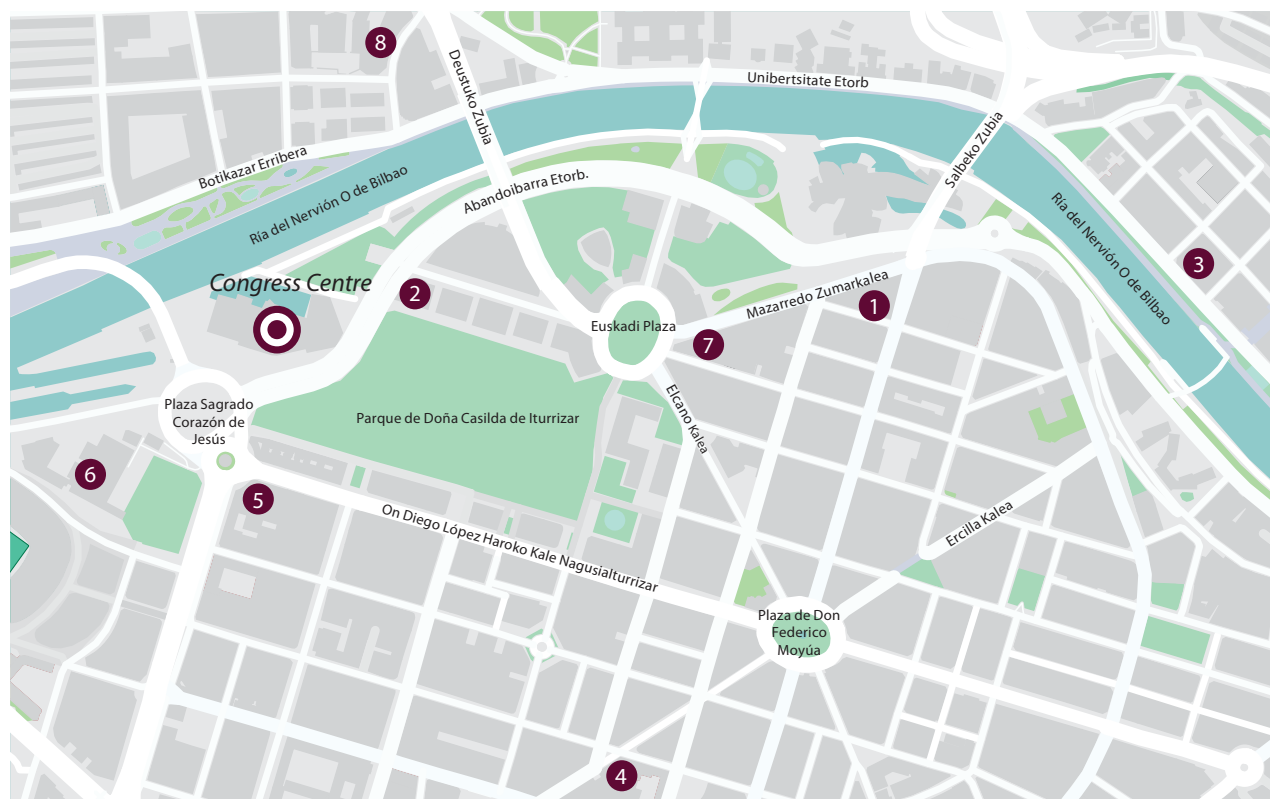 8
Deustuko Zubia
Unibertsitate Etorb
Salbeko Zubia
Botikazar Erribera
Ría del Nervión O de Bilbao
Abandoibarra Etorb.
Ría del Nervión O de Bilbao
3
Congress Centre
2
Mazarredo Zumarkalea
1
Euskadi Plaza
7
Elcano Kalea
Plaza Sagrado
Corazón de
Jesús
Parque de Doña Casilda de Iturrizar
6
5
On Diego López Haroko Kale Nagusialturrizar
Ercilla Kalea
Plaza de Don
Federico
Moyúa
4